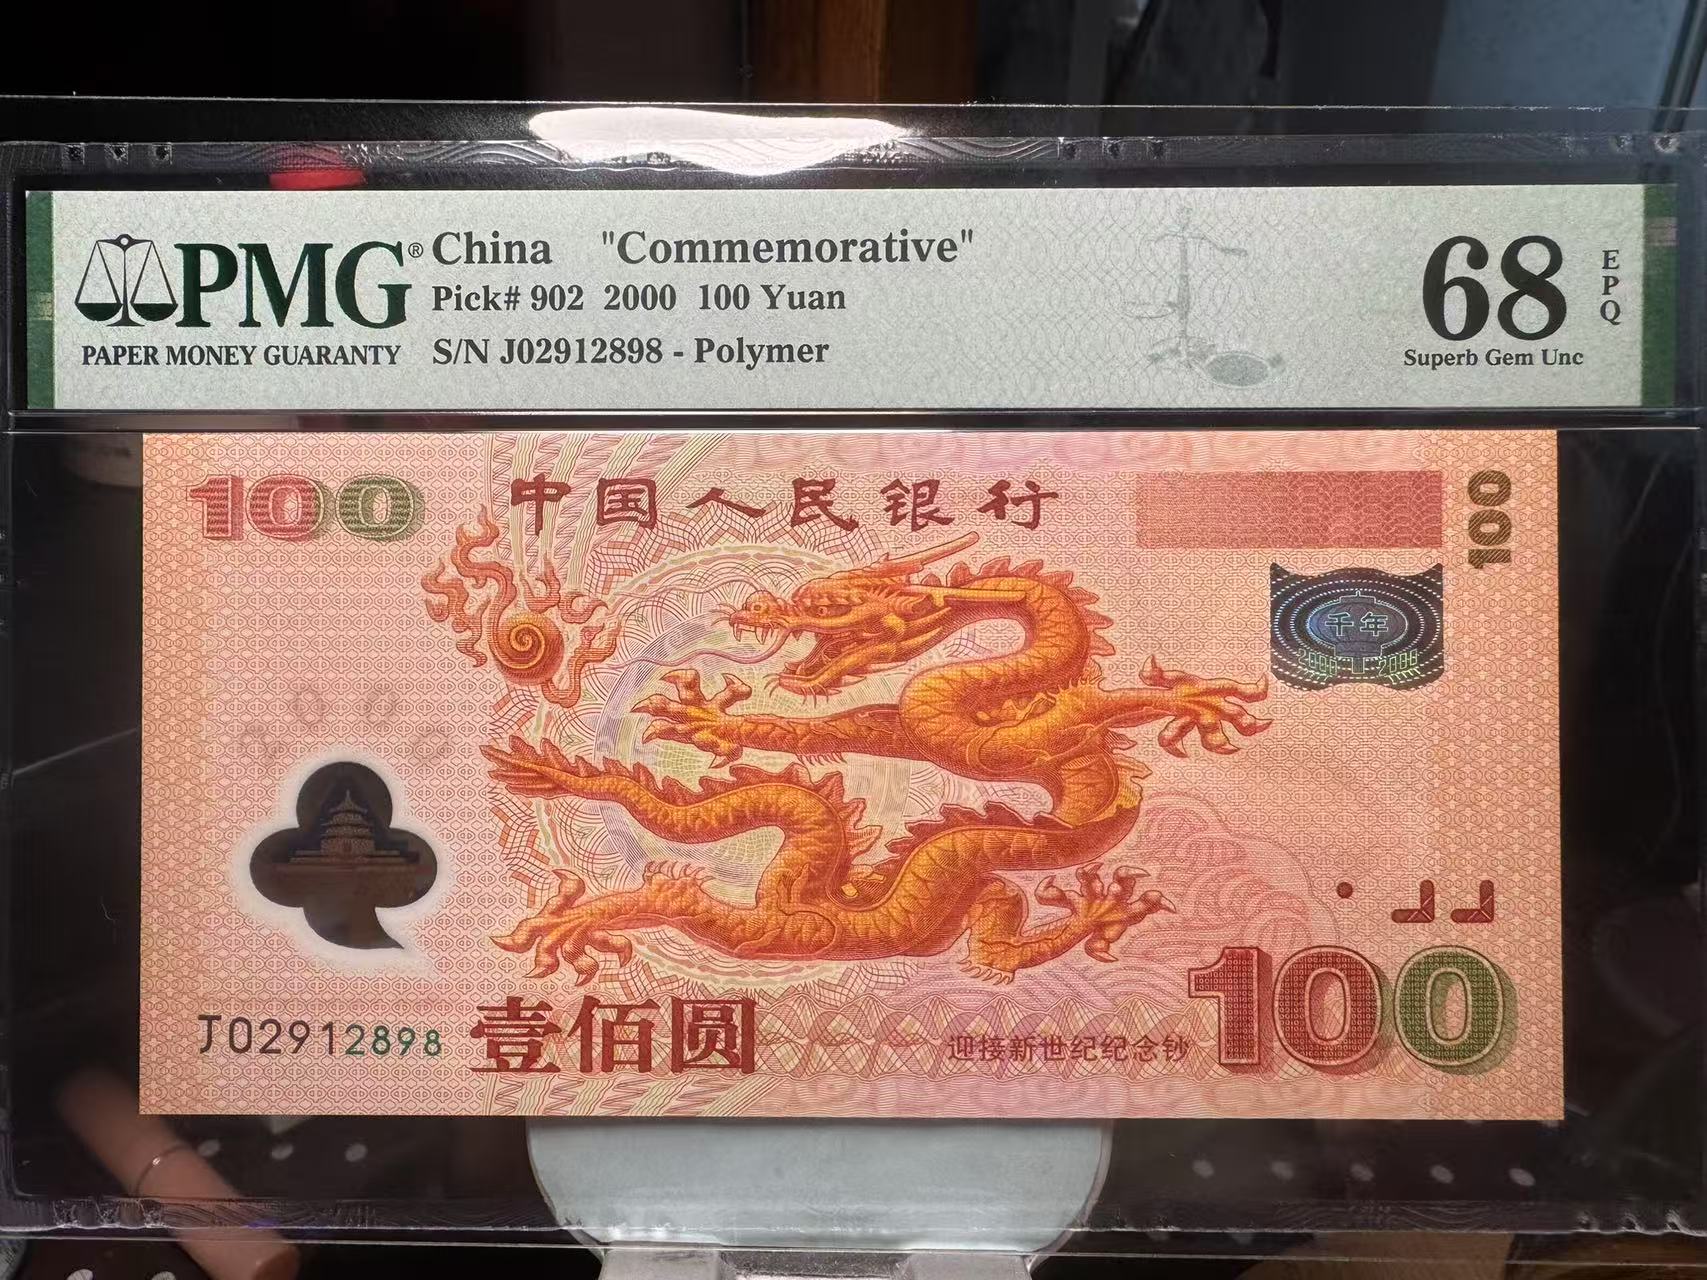 PMG® China "Commemorative"
Pick# 902 2000 100 Yuan
PAPER MONEY GUARANTY S/N J02912898 - Polymer
68
EPQ
Superb Gem Unc
100 中国人民银行 100
千年
2000 2000
J02912898 壹佰圆 迎接新世纪纪念钞 100